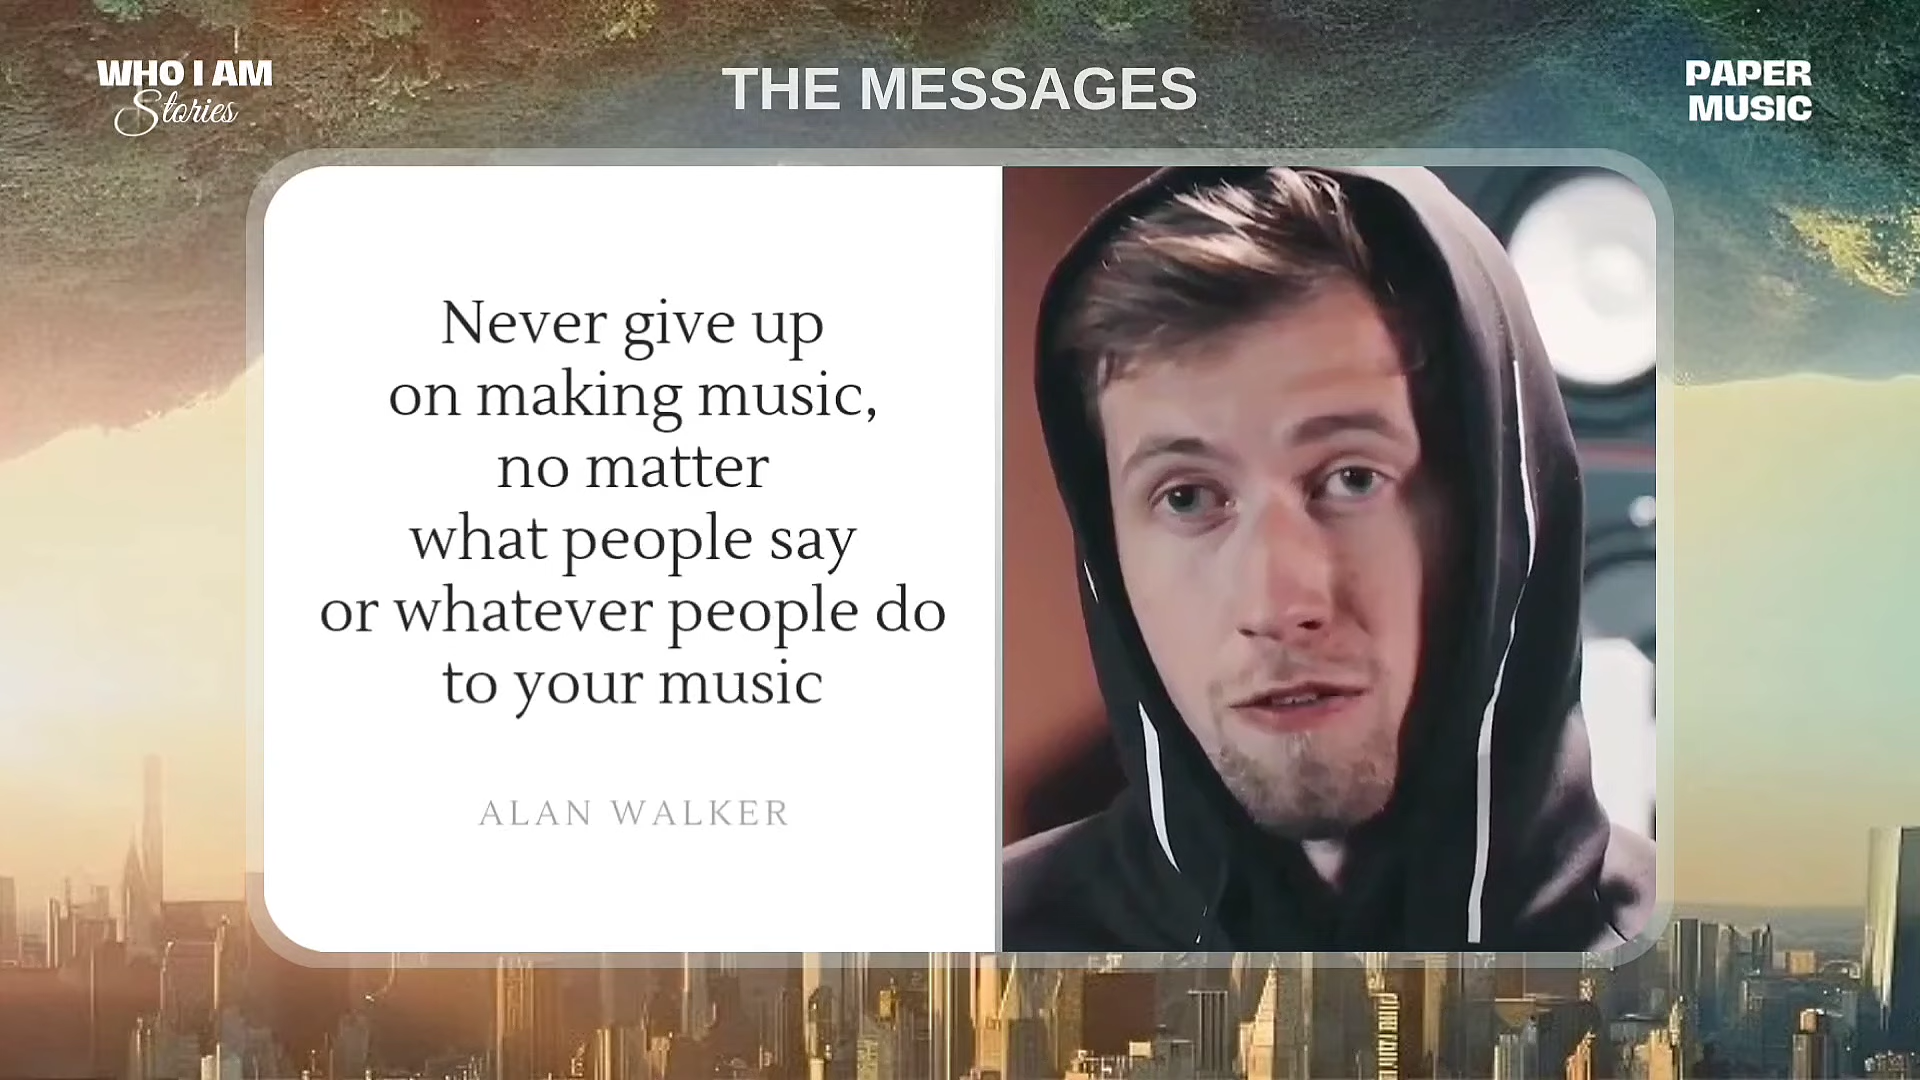 WHO I AM
Stories
THE MESSAGES
PAPER
MUSIC
Never give up
on making music,
no matter
what people say
or whatever people do
to your music
ALAN WALKER